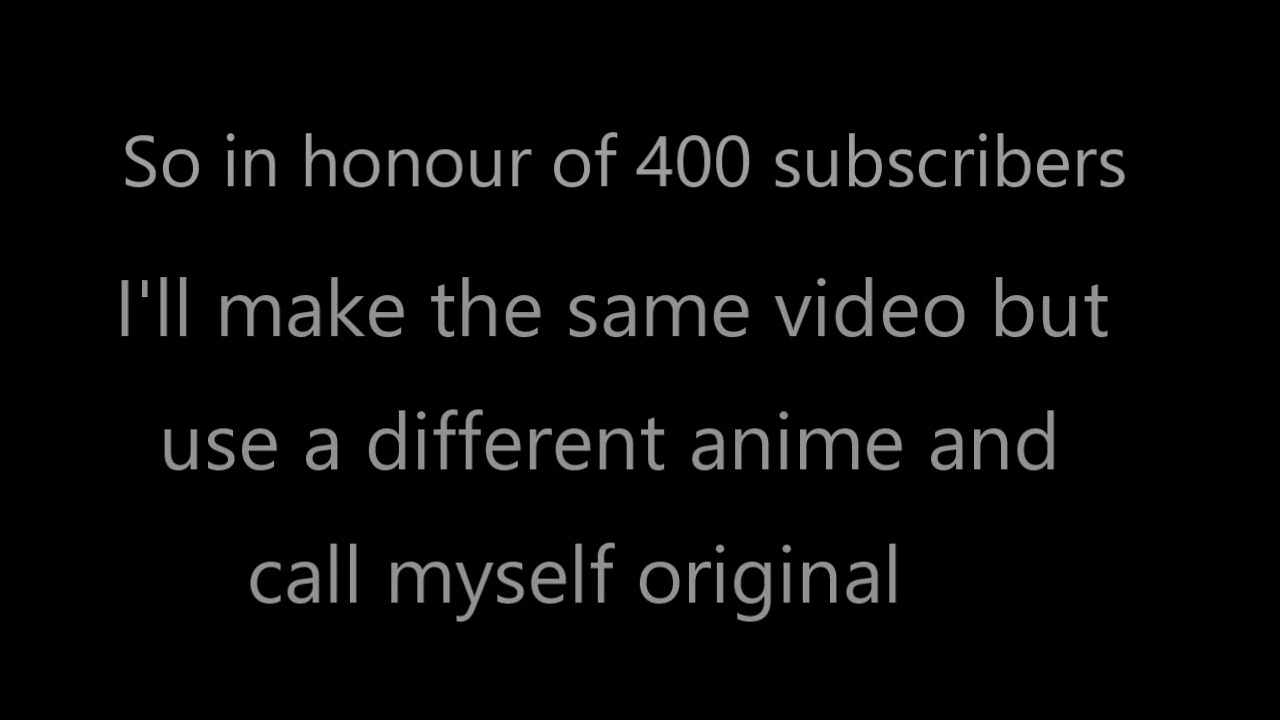 So in honour of 400 subscribers
I'll make the same video but
use a different anime and
call myself original